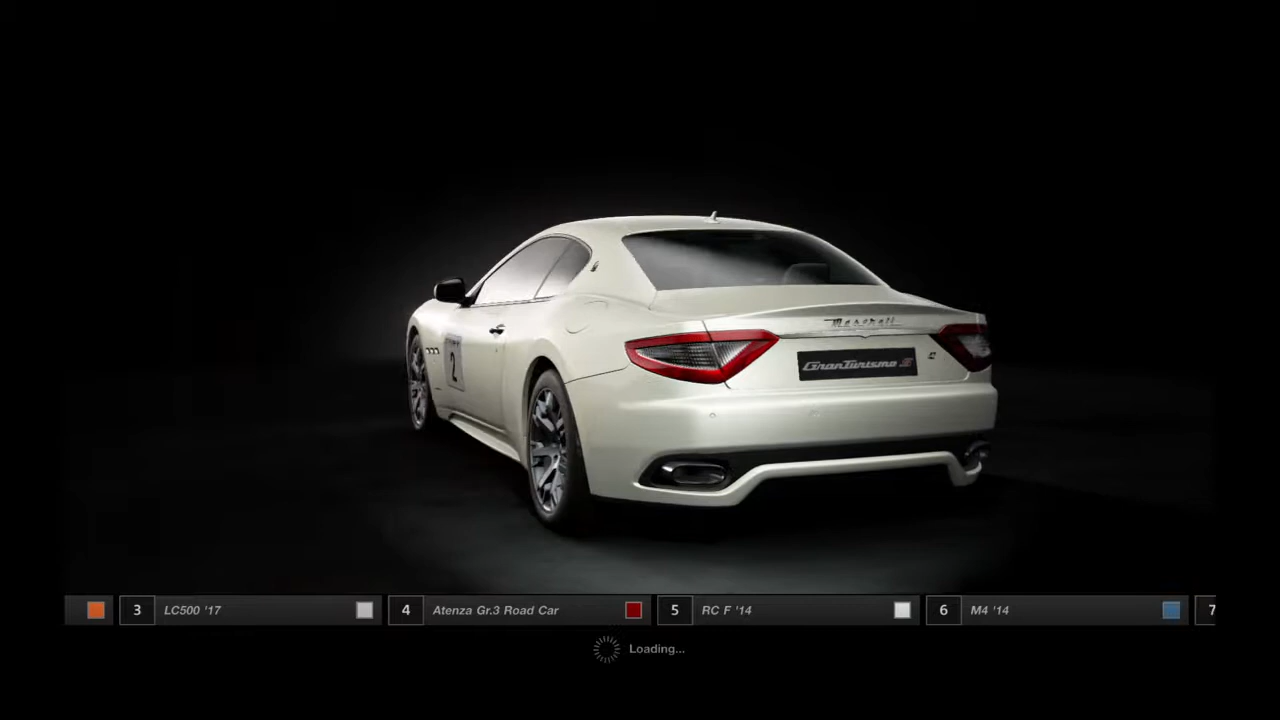 2
Maserati
GranTurismo S
3 LC500 '17
4 Atenza Gr.3 Road Car
5 RC F '14
6 M4 '14
7
Loading...